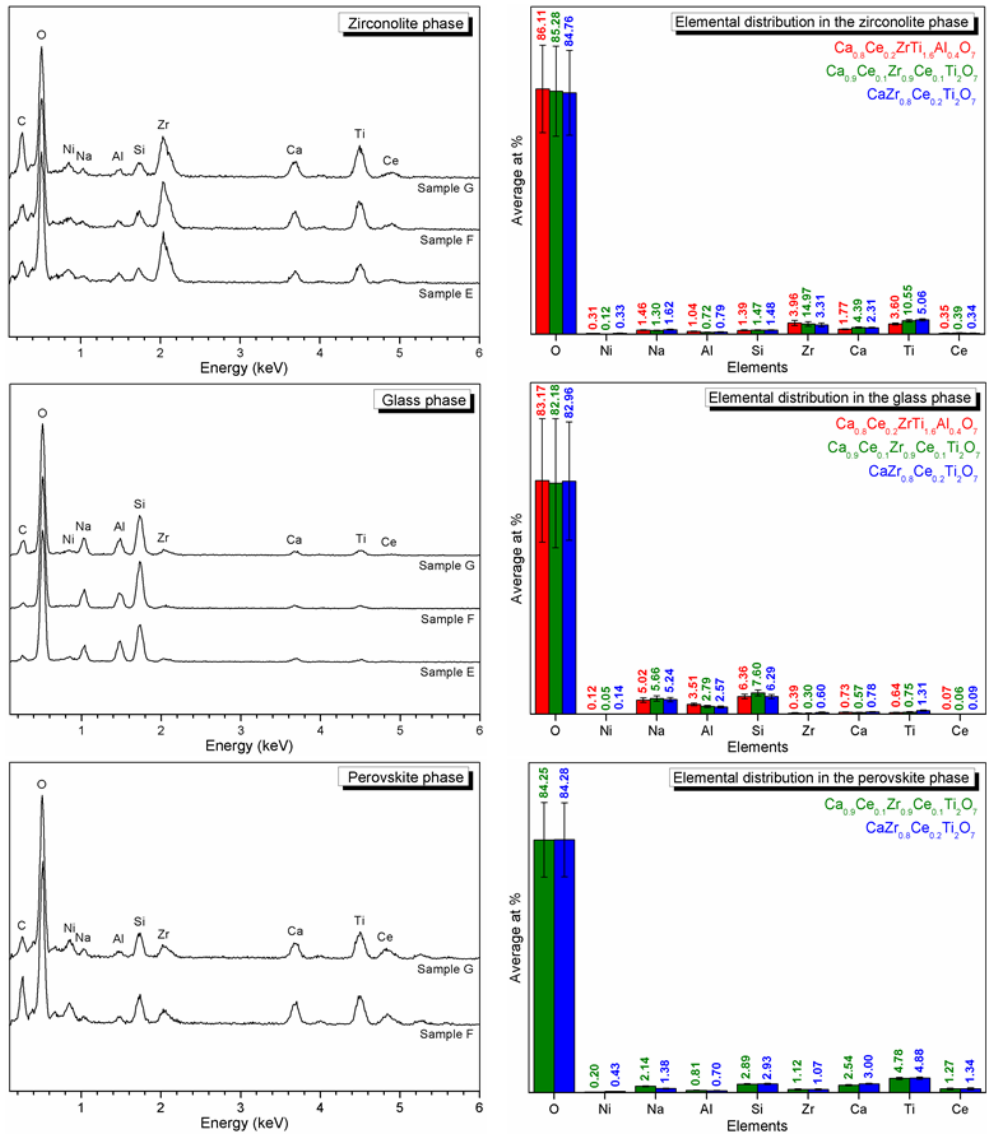 Zirconolite phase
O
C
Ni
Na
Al
Si
Zr
Ca
Ti
Ce
Sample G
Sample F
Sample E
1 2 3 4 5 6
Energy (keV)
Elemental distribution in the zirconolite phase
Ca0.8Ce0.2ZrTi1.6Al0.4O7
Ca0.9Ce0.1Zr0.9Ce0.1Ti2O7
CaZr0.8Ce0.2Ti2O7
Average at %
86.11 85.28 84.76
0.31 0.12 0.33
1.46 1.30 1.62
1.04 0.72 0.79
1.39 1.47 1.48
3.96 14.97 3.31
1.77 4.39 2.31
3.60 10.55 5.06
0.35 0.39 0.34
O Ni Na Al Si Zr Ca Ti Ce
Elements
Glass phase
O
C
Ni
Na
Al
Si
Zr
Ca
Ti
Ce
Sample G
Sample F
Sample E
1 2 3 4 5 6
Energy (keV)
Elemental distribution in the glass phase
Ca0.8Ce0.2ZrTi1.6Al0.4O7
Ca0.9Ce0.1Zr0.9Ce0.1Ti2O7
CaZr0.8Ce0.2Ti2O7
Average at %
83.17 82.18 82.96
0.12 0.05 0.14
5.02 5.66 5.24
3.51 2.79 2.57
6.36 7.60 6.29
0.39 0.30 0.60
0.73 0.57 0.78
0.64 0.75 1.31
0.07 0.06 0.09
O Ni Na Al Si Zr Ca Ti Ce
Elements
Perovskite phase
O
C
Ni
Na
Al
Si
Zr
Ca
Ti
Ce
Sample G
Sample F
1 2 3 4 5 6
Energy (keV)
Elemental distribution in the perovskite phase
Ca0.9Ce0.1Zr0.9Ce0.1Ti2O7
CaZr0.8Ce0.2Ti2O7
Average at %
84.25 84.28
0.20 0.43
2.14 1.38
0.81 0.70
2.89 2.93
1.12 1.07
2.54 3.00
4.78 4.88
1.27 1.34
O Ni Na Al Si Zr Ca Ti Ce
Elements